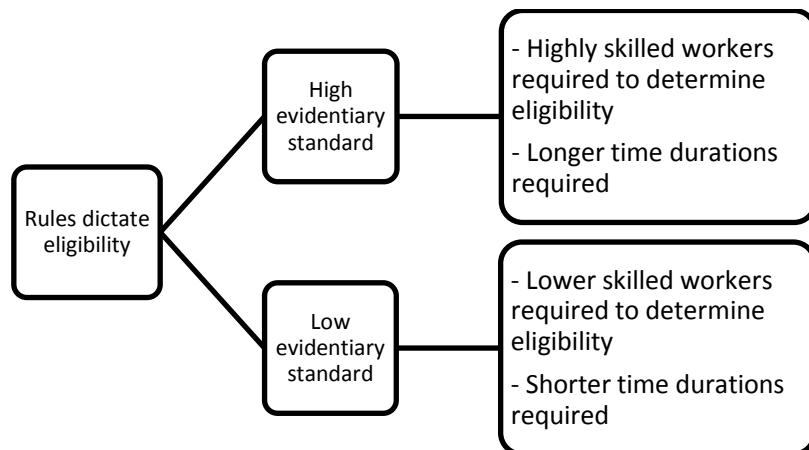 Rules dictate
eligibility
High
evidentiary
standard
- Highly skilled workers
required to determine
eligibility
- Longer time durations
required
Low
evidentiary
standard
- Lower skilled workers
required to determine
eligibility
- Shorter time durations
required